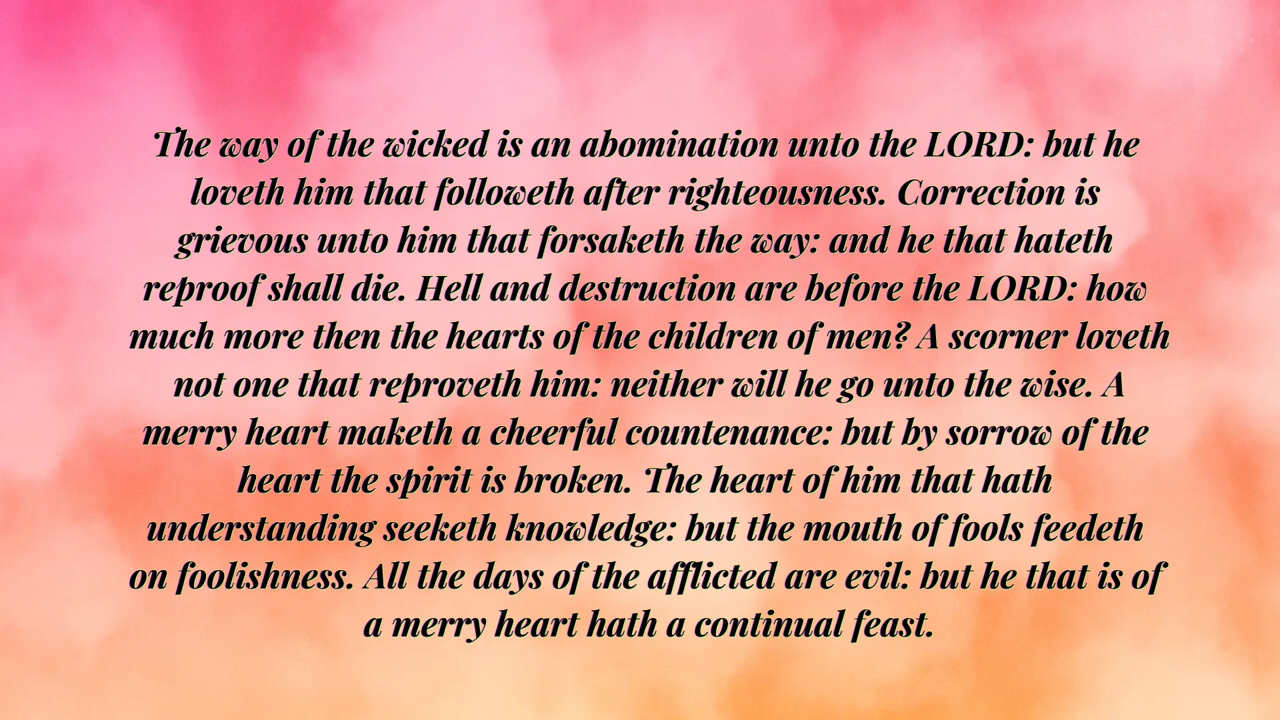 The way of the wicked is an abomination unto the LORD: but he
loveth him that followeth after righteousness. Correction is
grievous unto him that forsaketh the way: and he that hateth
reproof shall die. Hell and destruction are before the LORD: how
much more then the hearts of the children of men? A scorner loveth
not one that reproveth him: neither will he go unto the wise. A
merry heart maketh a cheerful countenance: but by sorrow of the
heart the spirit is broken. The heart of him that hath
understanding seeketh knowledge: but the mouth of fools feedeth
on foolishness. All the days of the afflicted are evil: but he that is of
a merry heart hath a continual feast.